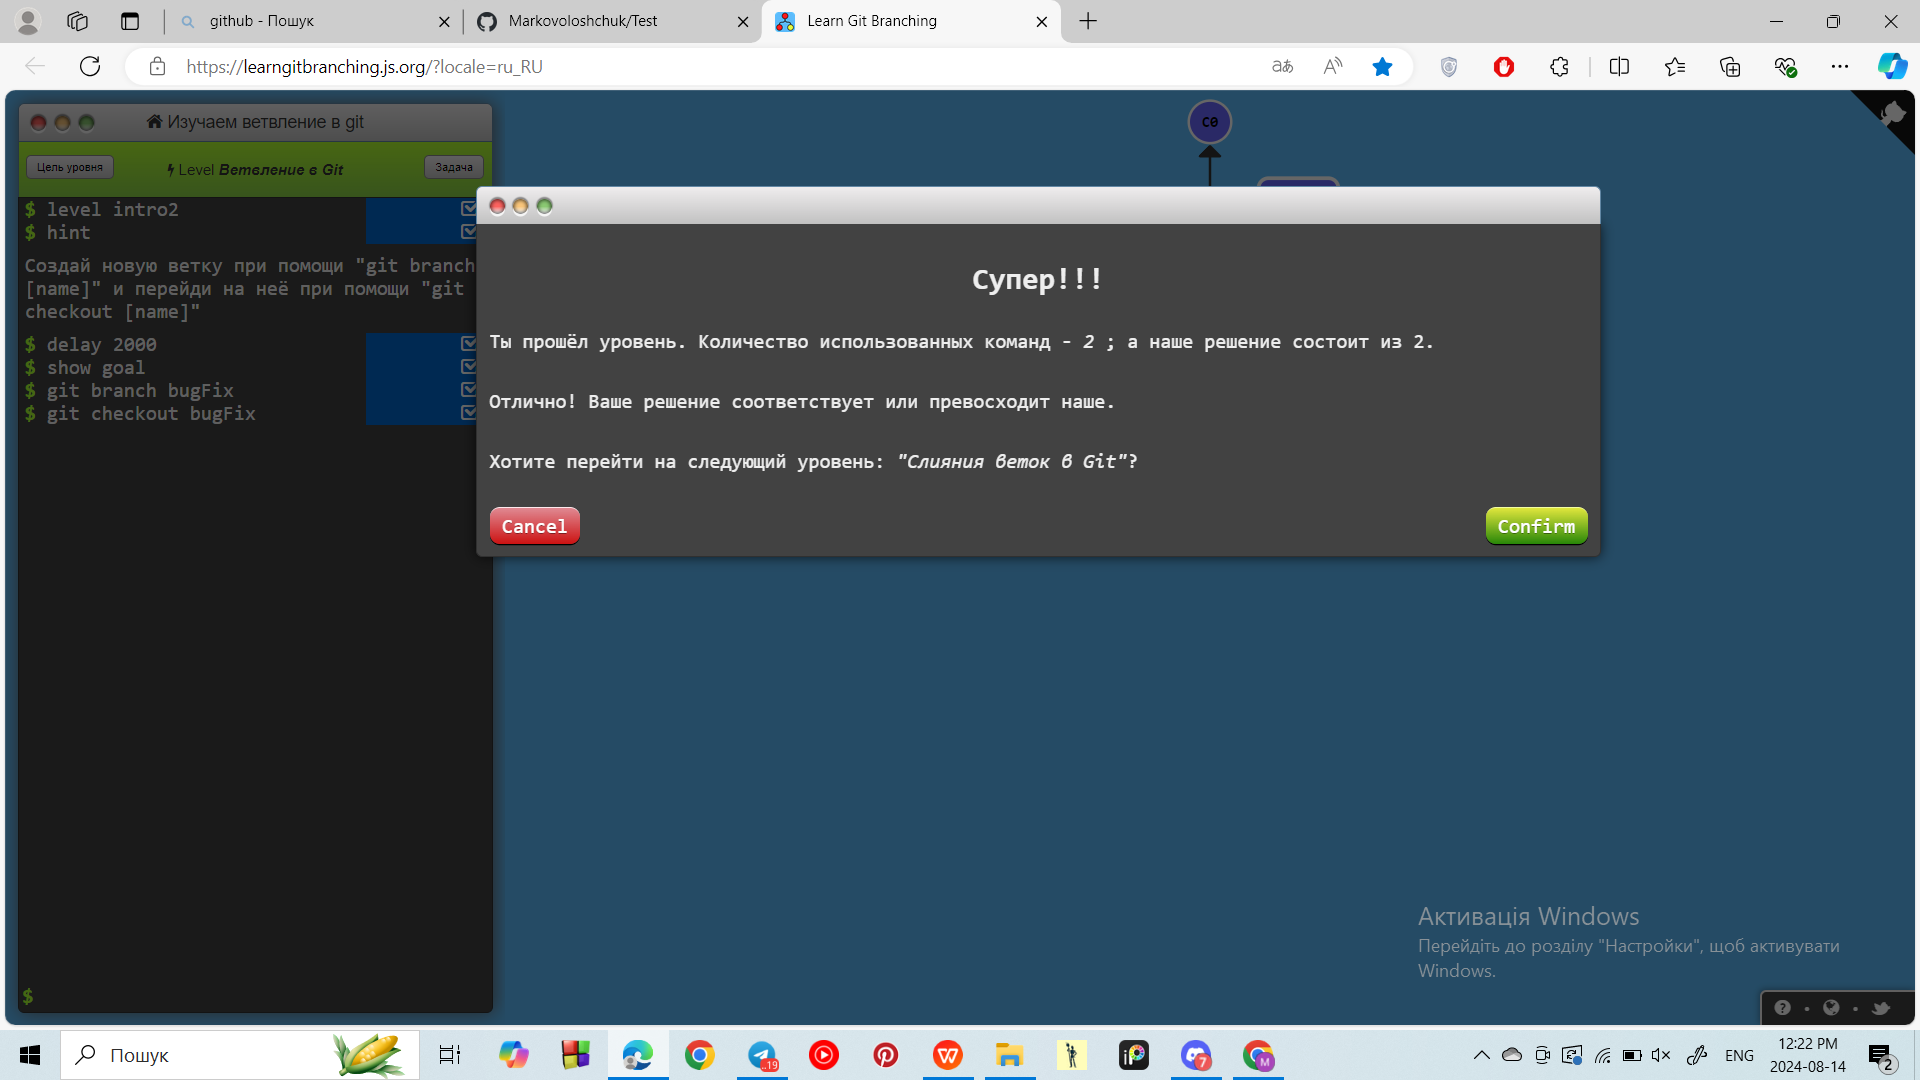 github - Пошук
Markovoloshchuk/Test
Learn Git Branching
https://learngitbranching.js.org/?locale=ru_RU
Изучаем ветвление в git
Цель уровня
Level Ветвление в Git
Задача
$ level intro2
$ hint
Создай новую ветку при помощи "git branch
[name]" и перейди на неё при помощи "git
checkout [name]"
$ delay 2000
$ show goal
$ git branch bugFix
$ git checkout bugFix
$
C0
Супер!!!
Ты прошёл уровень. Количество использованных команд - 2 ; а наше решение состоит из 2.
Отлично! Ваше решение соответствует или превосходит наше.
Хотите перейти на следующий уровень: "Слияния веток в Git"?
Cancel
Confirm
Активація Windows
Перейдіть до розділу "Настройки", щоб активувати
Windows.
Пошук
..19
7
M
ENG
12:22 PM
2024-08-14
2